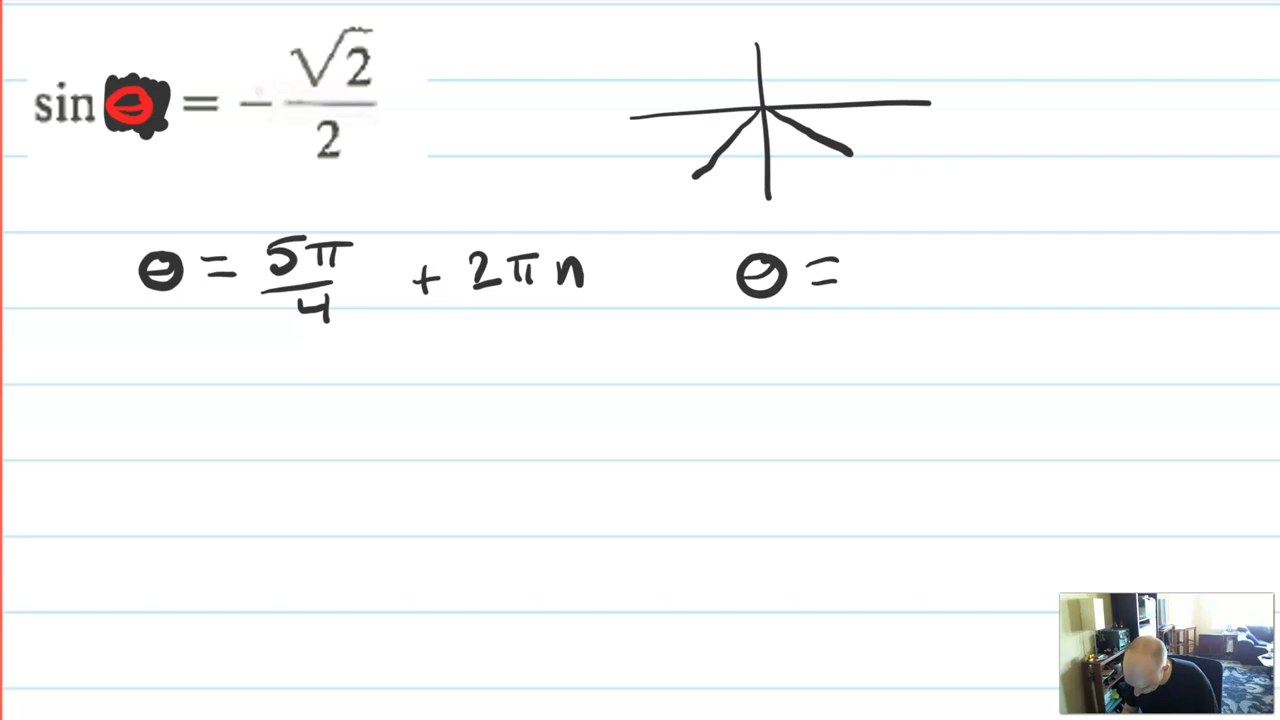 sin θ = - √2/2
θ = 5π/4 + 2πn θ =